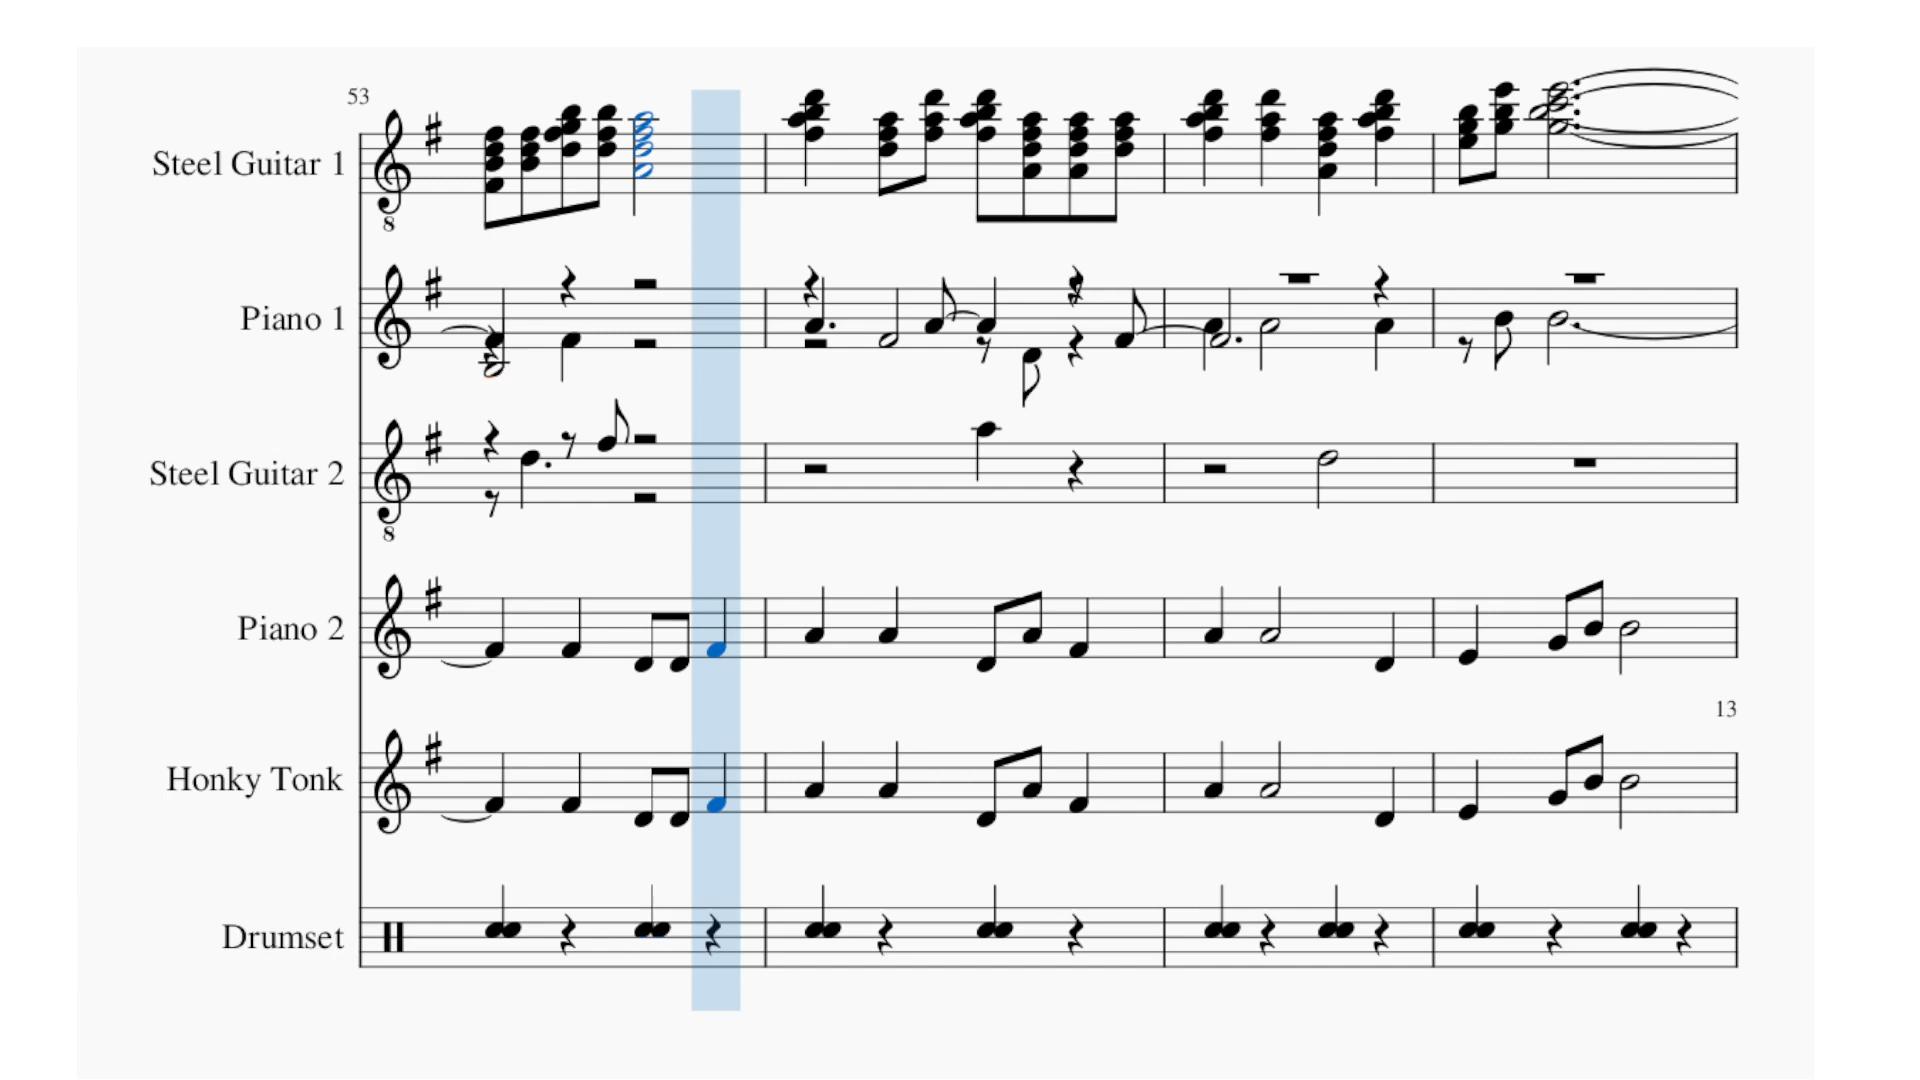 53
Steel Guitar 1
8
Piano 1
Steel Guitar 2
8
Piano 2
13
Honky Tonk
Drumset